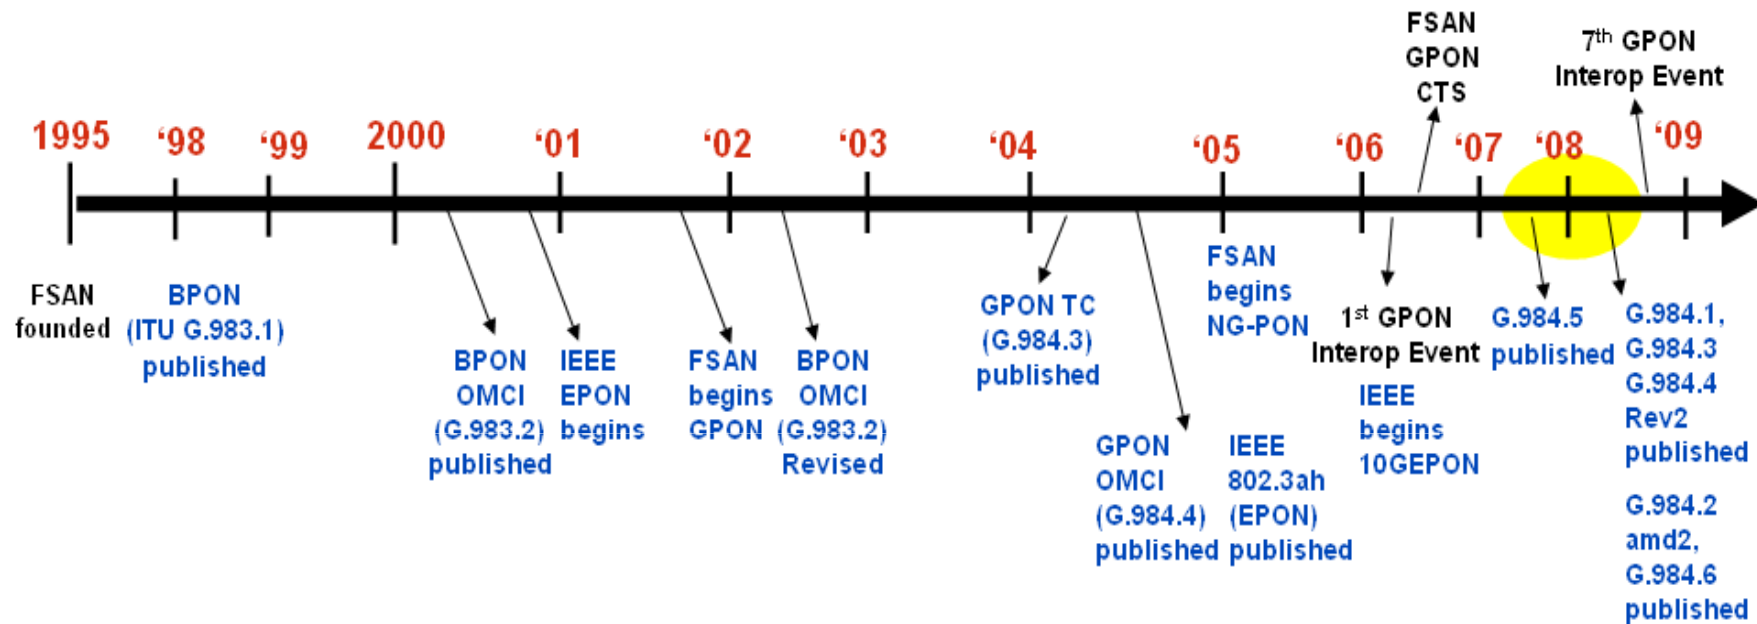 FSAN
GPON
CTS
7th GPON
Interop Event
1995
‘98
‘99
2000
‘01
‘02
‘03
‘04
‘05
‘06
‘07
‘08
‘09
FSAN
founded
BPON
(ITU G.983.1)
published
BPON
OMCI
(G.983.2)
published
IEEE
EPON
begins
FSAN
begins
GPON
BPON
OMCI
(G.983.2)
Revised
GPON TC
(G.984.3)
published
GPON
OMCI
(G.984.4)
published
FSAN
begins
NG-PON
IEEE
802.3ah
(EPON)
published
1st GPON
Interop Event
IEEE
begins
10GEPON
G.984.5
published
G.984.1,
G.984.3
G.984.4
Rev2
published
G.984.2
amd2,
G.984.6
published